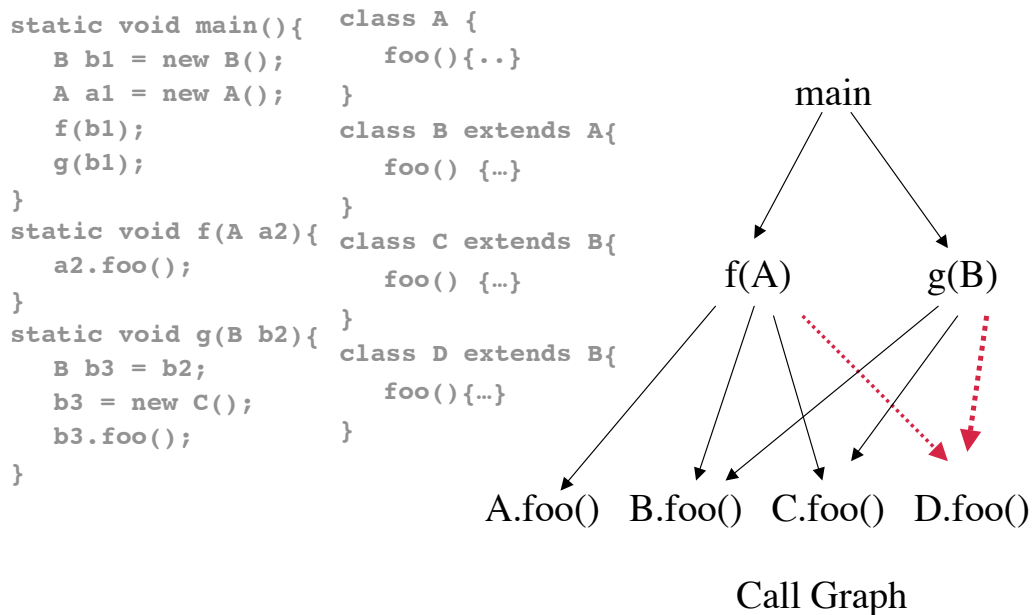 static void main(){
B b1 = new B();
A a1 = new A();
f(b1);
g(b1);
}
static void f(A a2){
a2.foo();
}
static void g(B b2){
B b3 = b2;
b3 = new C();
b3.foo();
}
class A {
foo(){..}
}
class B extends A{
foo() {…}
}
class C extends B{
foo() {…}
}
class D extends B{
foo(){…}
}
main
f(A) g(B)
A.foo() B.foo() C.foo() D.foo()
Call Graph